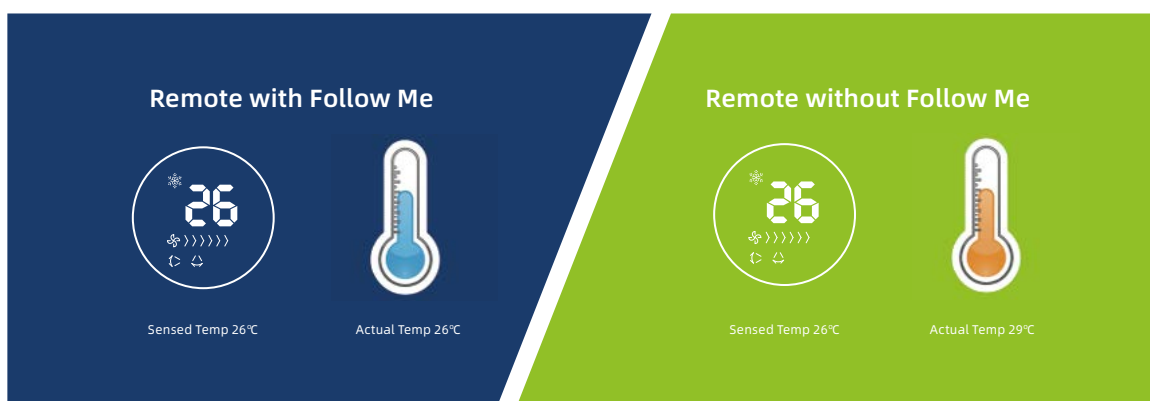 Remote with Follow Me
26
Sensed Temp 26℃
Actual Temp 26℃
Remote without Follow Me
26
Sensed Temp 26℃
Actual Temp 29℃